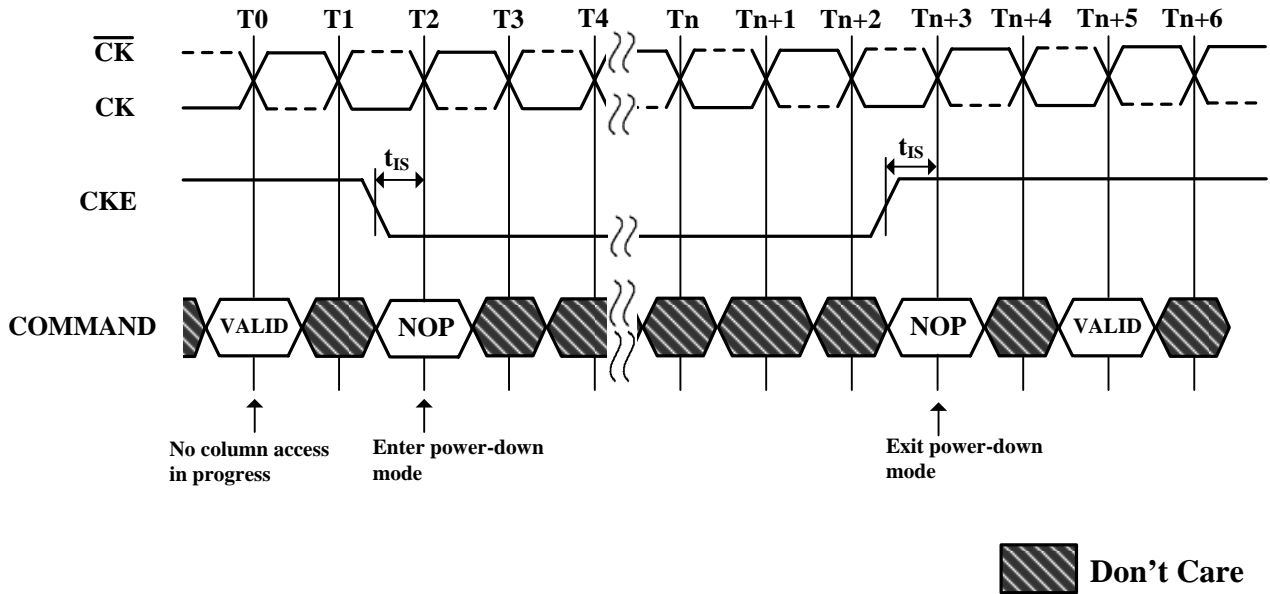 T0 T1 T2 T3 T4 Tn Tn+1 Tn+2 Tn+3 Tn+4 Tn+5 Tn+6
CK
CK
tIS tIS
CKE
COMMAND VALID NOP NOP VALID
No column access
in progress
Enter power-down
mode
Exit power-down
mode
Don't Care